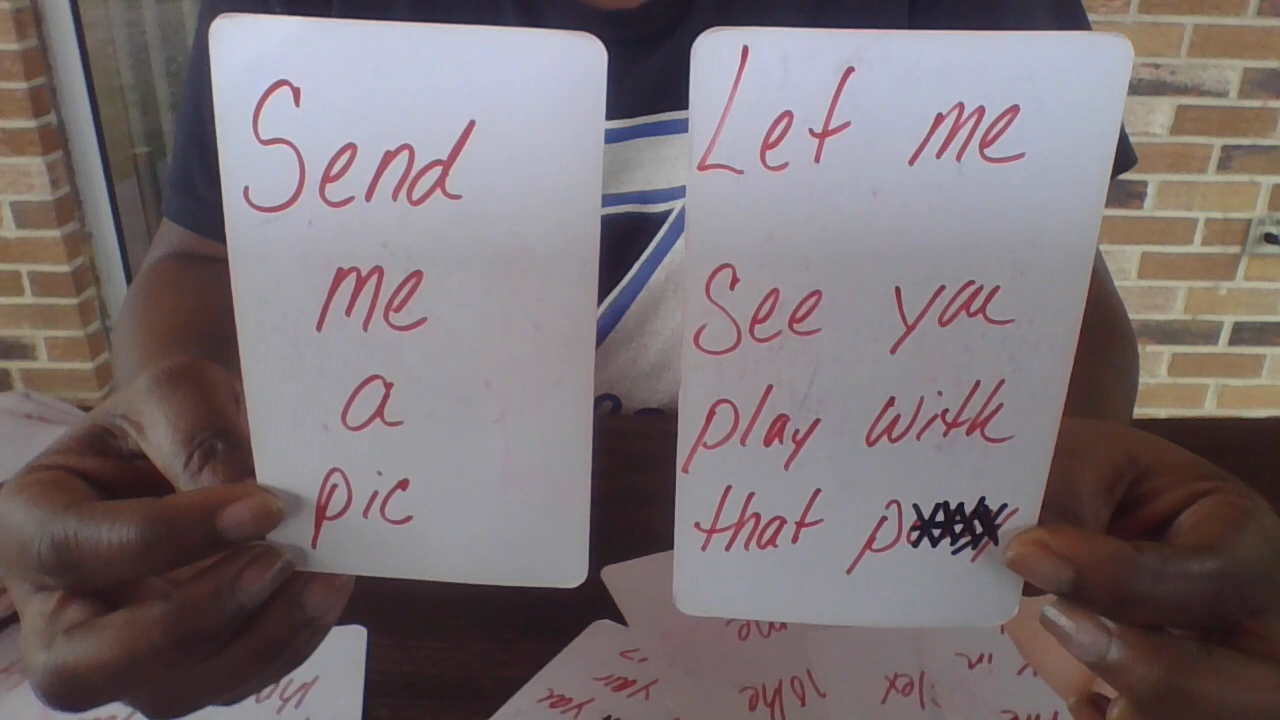 Send
me
a
pic
Let me
See you
play with
that p